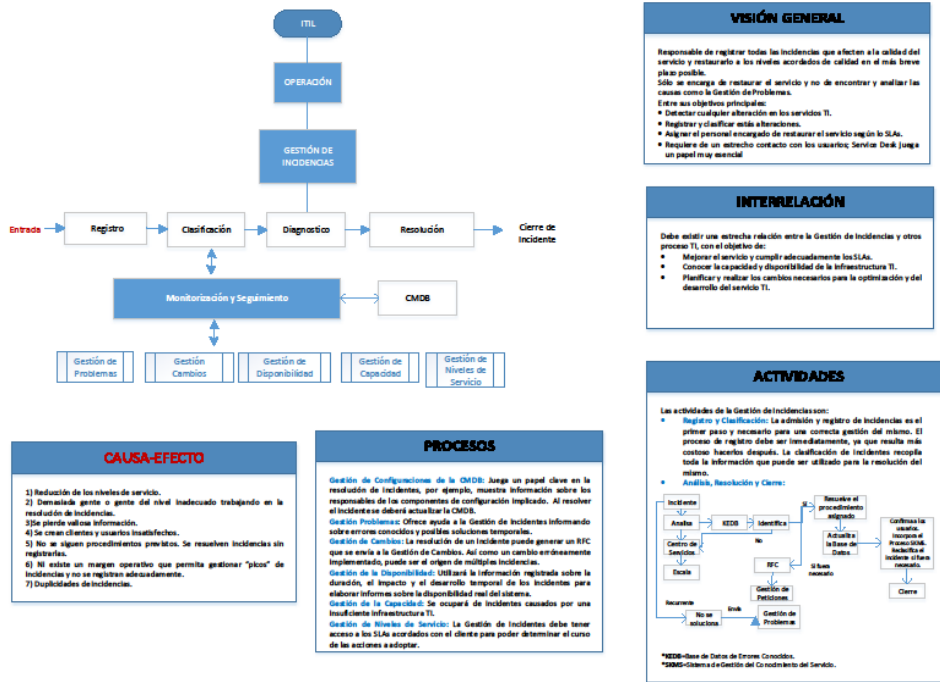 ITIL
OPERACIÓN
GESTIÓN DE
INCIDENCIAS
Entrada
Registro
Clasificación
Diagnostico
Resolución
Cierre de
Incidente
Monitorización y Seguimiento
CMDB
Gestión de
Problemas
Gestión
Cambios
Gestión de
Disponibilidad
Gestión de
Capacidad
Gestión de
Niveles de
Servicio
VISIÓN GENERAL
Responsable de registrar todas las incidencias que afecten a la calidad del
servicio y restaurarlo a los niveles acordados de calidad en el más breve
plazo posible.
Sólo se encarga de restaurar el servicio y no de encontrar y analizar las
causas como la Gestión de Problemas.
Entre sus objetivos principales:
• Detectar cualquier alteración en los servicios TI.
• Registrar y clasificar estás alteraciones.
• Asignar el personal encargado de restaurar el servicio según lo SLAs.
• Requiere de un estrecho contacto con los usuarios; Service Desk Juega
un papel muy esencial
INTERRELACIÓN
Debe existir una estrecha relación entre la Gestión de Incidencias y otros
proceso TI, con el objetivo de:
• Mejorar el servicio y cumplir adecuadamente los SLAs.
• Conocer la capacidad y disponibilidad de la infraestructura TI.
• Planificar y realizar los cambios necesarios para la optimización y del
desarrollo del servicio TI.
CAUSA-EFECTO
1) Reducción de los niveles de servicio.
2) Demasiada gente o gente del nivel inadecuado trabajando en la
resolución de incidencias.
3)Se pierde valiosa información.
4) Se crean clientes y usuarios insatisfechos.
5) No se siguen procedimientos previstos. Se resuelven incidencias sin
registrarlas.
6) Ni existe un margen operativo que permita gestionar "picos" de
incidencias y no se registran adecuadamente.
7) Duplicidades de incidencias.
PROCESOS
Gestión de Configuraciones de la CMDB: Juega un papel clave en la
resolución de incidentes, por ejemplo, muestra información sobre los
responsables de los componentes de configuración implicado. Al resolver
el incidente se deberá actualizar la CMDB.
Gestión Problemas: Ofrece ayuda a la Gestión de Incidentes informando
sobre errores conocidos y posibles soluciones temporales.
Gestión de Cambios: La resolución de un incidente puede generar un RFC
que se envía a la Gestión de Cambios. Así como un cambio erróneamente
implementado, puede ser el origen de múltiples incidencias.
Gestión de la Disponibilidad: Utilizará la información registrada sobre la
duración, el impacto y el desarrollo temporal de los incidentes para
elaborar informes sobre la disponibilidad real del sistema.
Gestión de la Capacidad: Se ocupará de incidentes causados por una
insuficiente infraestructura TI.
Gestión de Niveles de Servicio: La Gestión de Incidentes debe tener
acceso a los SLAs acordados con el cliente para poder determinar el curso
de las acciones a adoptar.
ACTIVIDADES
Las actividades de la Gestión de Incidencias son:
• Registro y Clasificación: La admisión y registro de incidencias es el
primer paso y necesario para una correcta gestión del mismo. El
proceso de registro debe ser inmediatamente, ya que resulta más
costoso hacerlos después. La clasificación de incidentes recopila
toda la información que puede ser utilizado para la resolución del
mismo.
• Análisis, Resolución y Cierre:
Incidente
Analisa
KEDB
Identifica
Si
No
Resuelve el
procedimiento
asignado
Actualiza
la Base de
Datos
Confirma a los
usuarios.
Incorpora el
Proceso SKMS.
Reclasifica el
incidente si fuera
necesario.
Cierre
Centro de
Servicios
Escala
RFC
Si fuera
necesario
Gestión de
Peticiones
Recurrente
No se
soluciona
Envía
Gestión de
Problemas
*KEDB=Base de Datos de Errores Conocidos.
*SKMS=Sistema de Gestión del Conocimiento del Servicio.